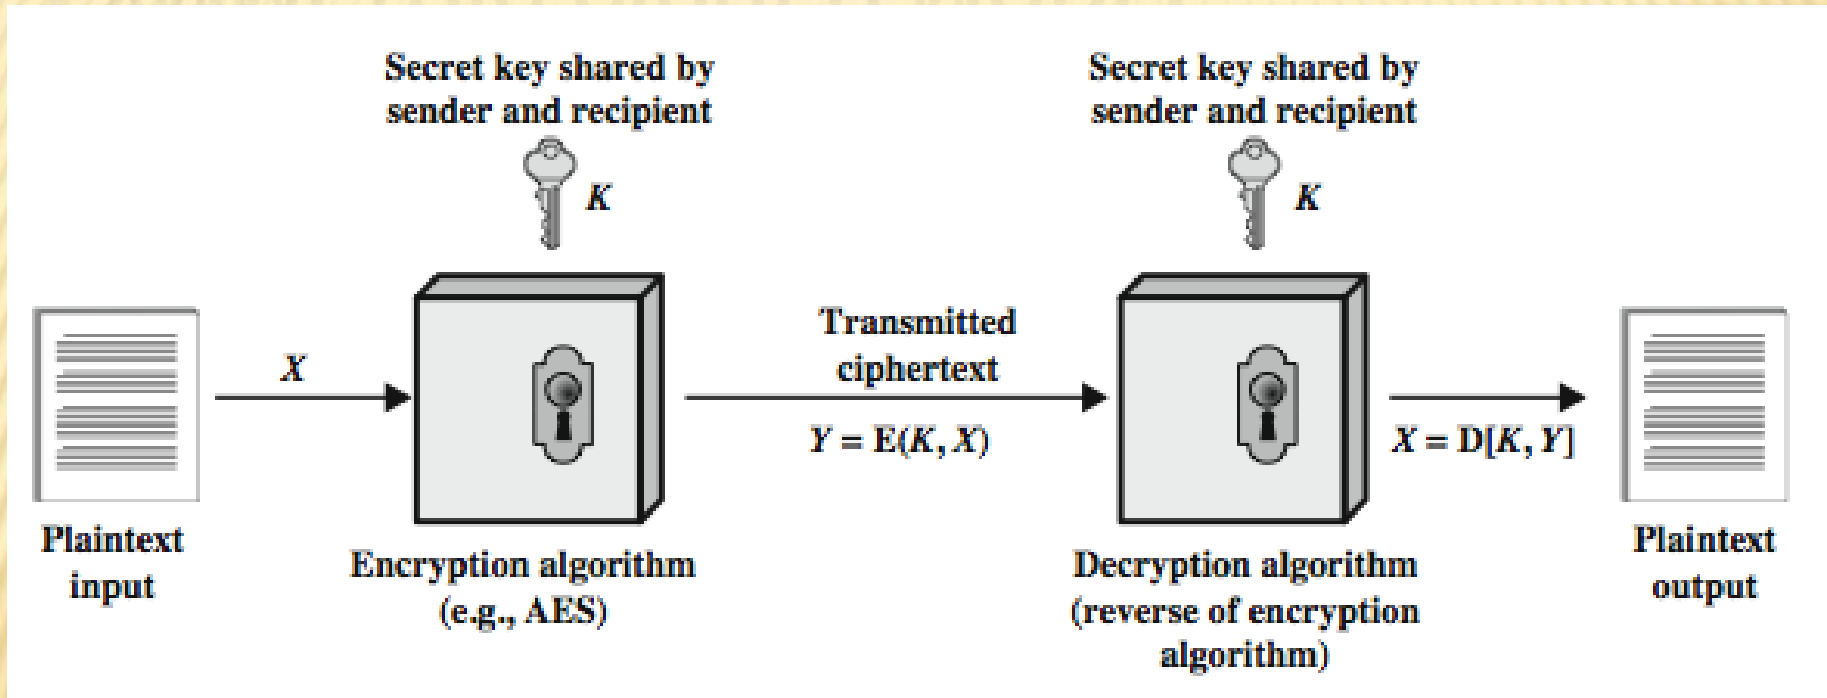 Secret key shared by
sender and recipient
K
Secret key shared by
sender and recipient
K
X
Transmitted
ciphertext
Y = E(K, X)
X = D[K, Y]
Plaintext
input
Encryption algorithm
(e.g., AES)
Decryption algorithm
(reverse of encryption
algorithm)
Plaintext
output